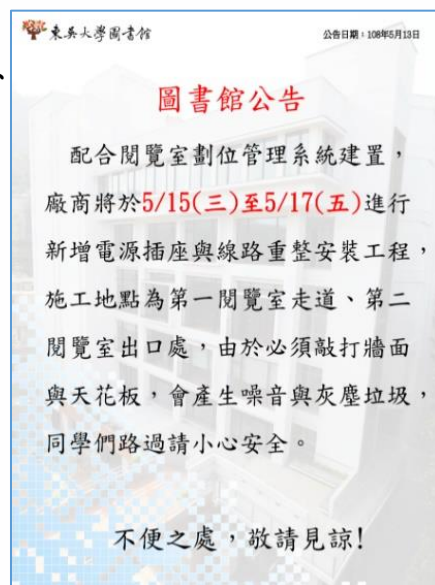 東吳大學圖書館
公告日期：108年5月13日
圖書館公告
配合閱覽室劃位管理系統建置，
廠商將於5/15(三)至5/17(五)進行
新增電源插座與線路重整安裝工程，
施工地點為第一閱覽室走道、第二
閱覽室出口處，由於必須敲打牆面
與天花板，會產生噪音與灰塵垃圾，
同學們路過請小心安全。
不便之處，敬請見諒!